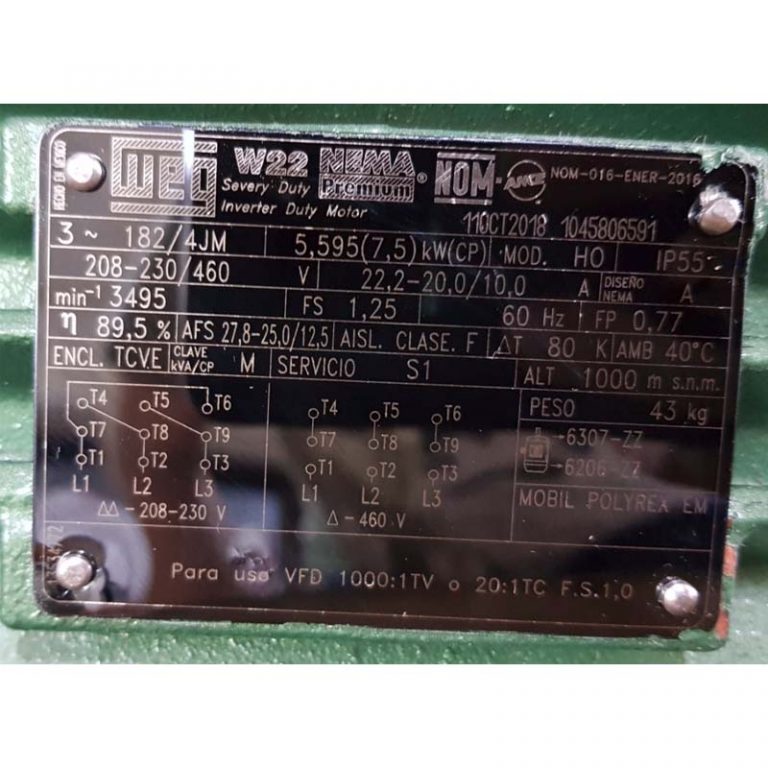 WEG W22 NEMA Premium® NOM-ANCE NOM-016-ENER-2016
HECHO EN MEXICO
Severy Duty
Inverter Duty Motor
11OCT2018 1045806591
3~ 182/4JM 5,595(7,5) kW(CP) MOD. HO IP55
208-230/460 V 22,2-20,0/10,0 A DISEÑO NEMA A
min-1 3495 FS 1,25 60 Hz FP 0,77
η 89,5 % AFS 27,8-25,0/12,5 AISL. CLASE. F ΔT 80 K AMB 40°C
ENCL. TCVE CLAVE kVA/CP M SERVICIO S1 ALT 1000 m s.n.m.
PESO 43 kg
T4 T5 T6 T4 T5 T6
T7 T8 T9 T7 T8 T9
T1 T2 T3 T1 T2 T3
L1 L2 L3 L1 L2 L3
→6307-ZZ
→6206-ZZ
MOBIL POLYREX EM
ΔΔ - 208-230 V Δ - 460 V
Para uso VFD 1000:1TV o 20:1TC F.S.1,0